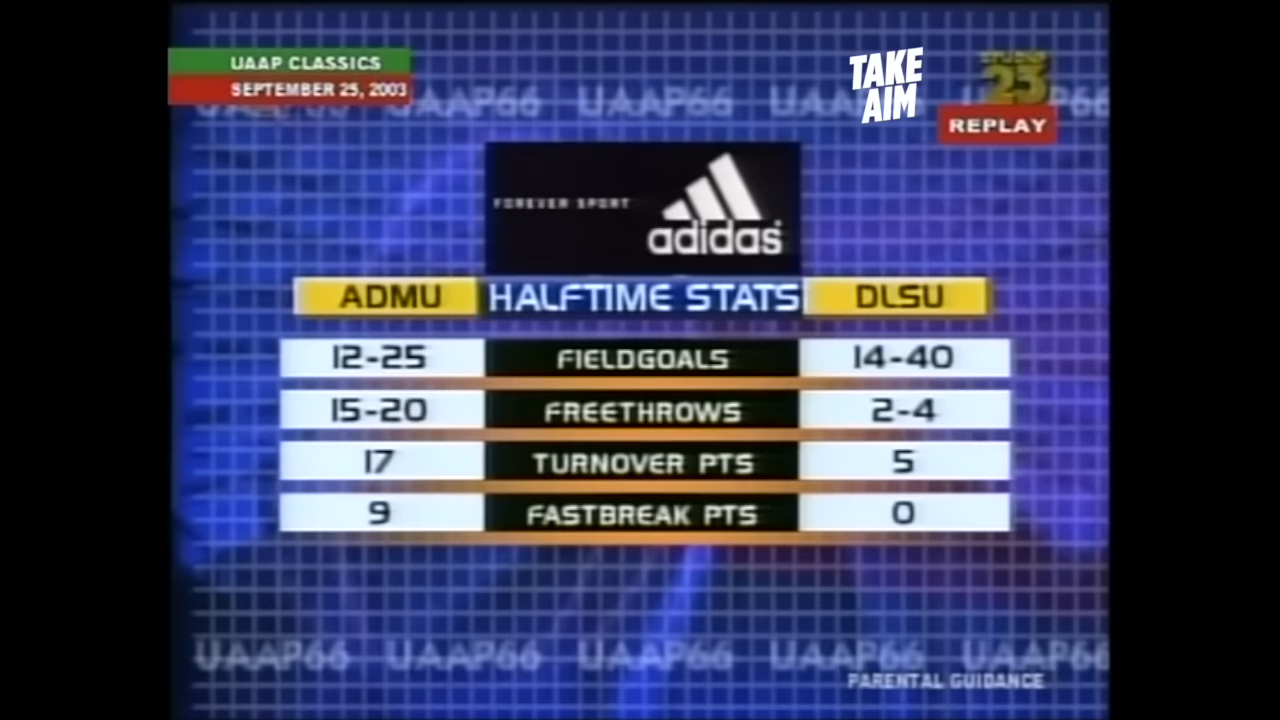 UAAP CLASSICS
SEPTEMBER 25, 2003
TAKE
AIM
23
REPLAY
UAAP66 UAAP66
FOREVER SPORT
adidas
ADMU HALFTIME STATS DLSU
12-25 FIELDGOALS 14-40
15-20 FREETHROWS 2-4
17 TURNOVER PTS 5
9 FASTBREAK PTS 0
UAAP66 UAAP66 UAAP66 UAAP66 UAAP66
PARENTAL GUIDANCE